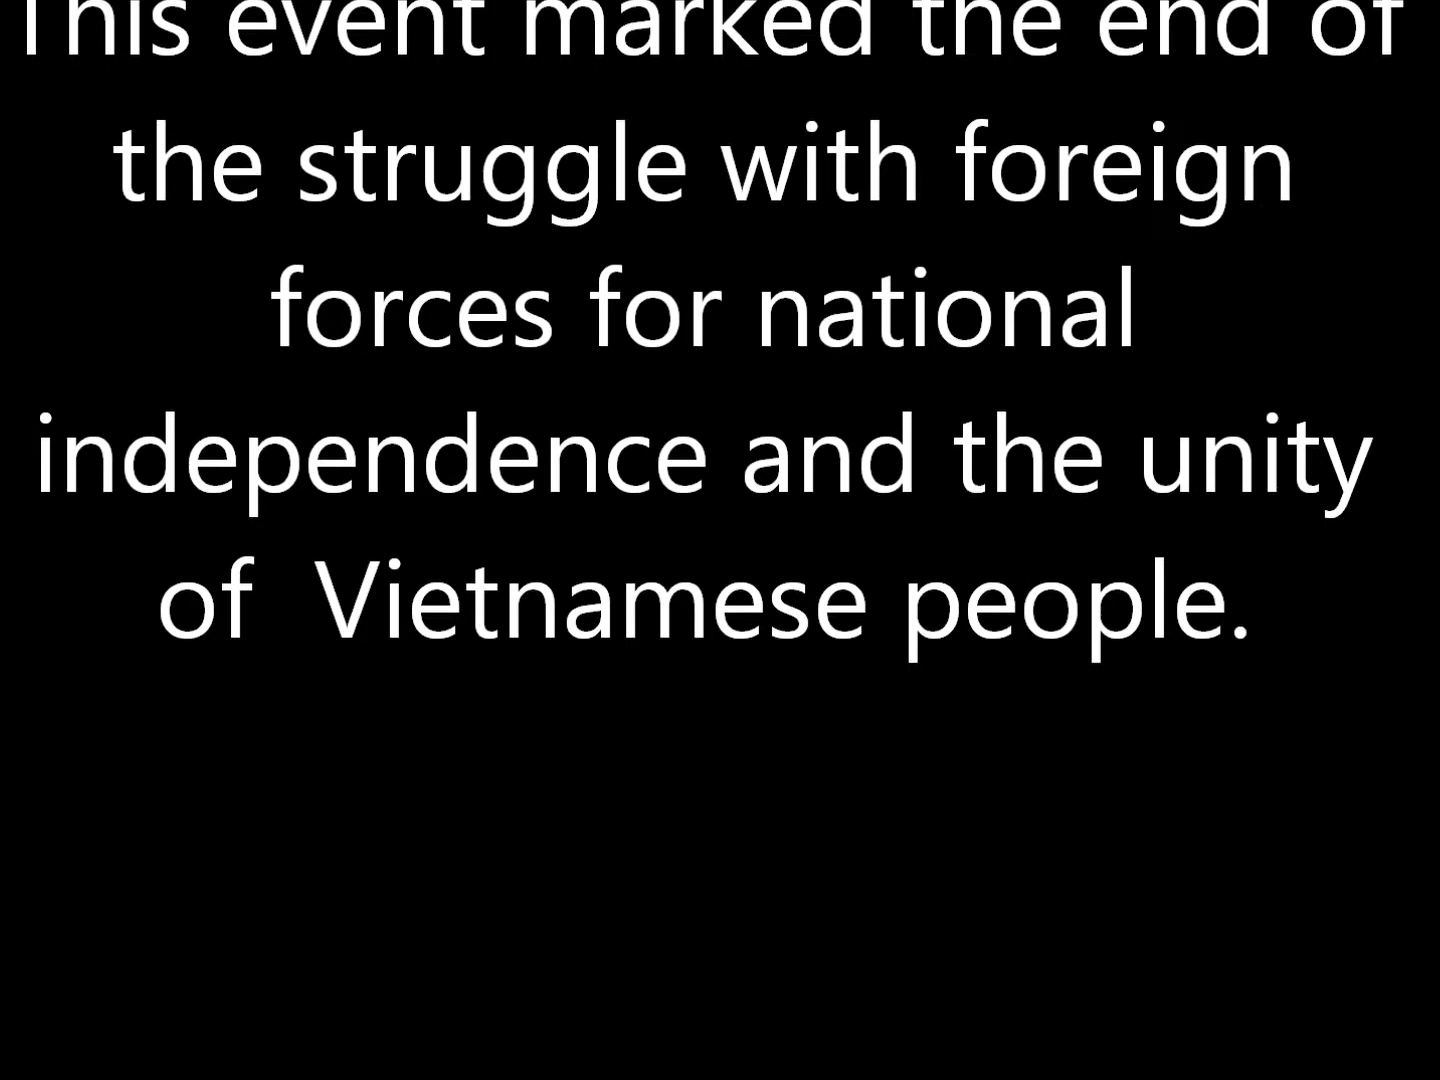 This event marked the end of
the struggle with foreign
forces for national
independence and the unity
of  Vietnamese people.